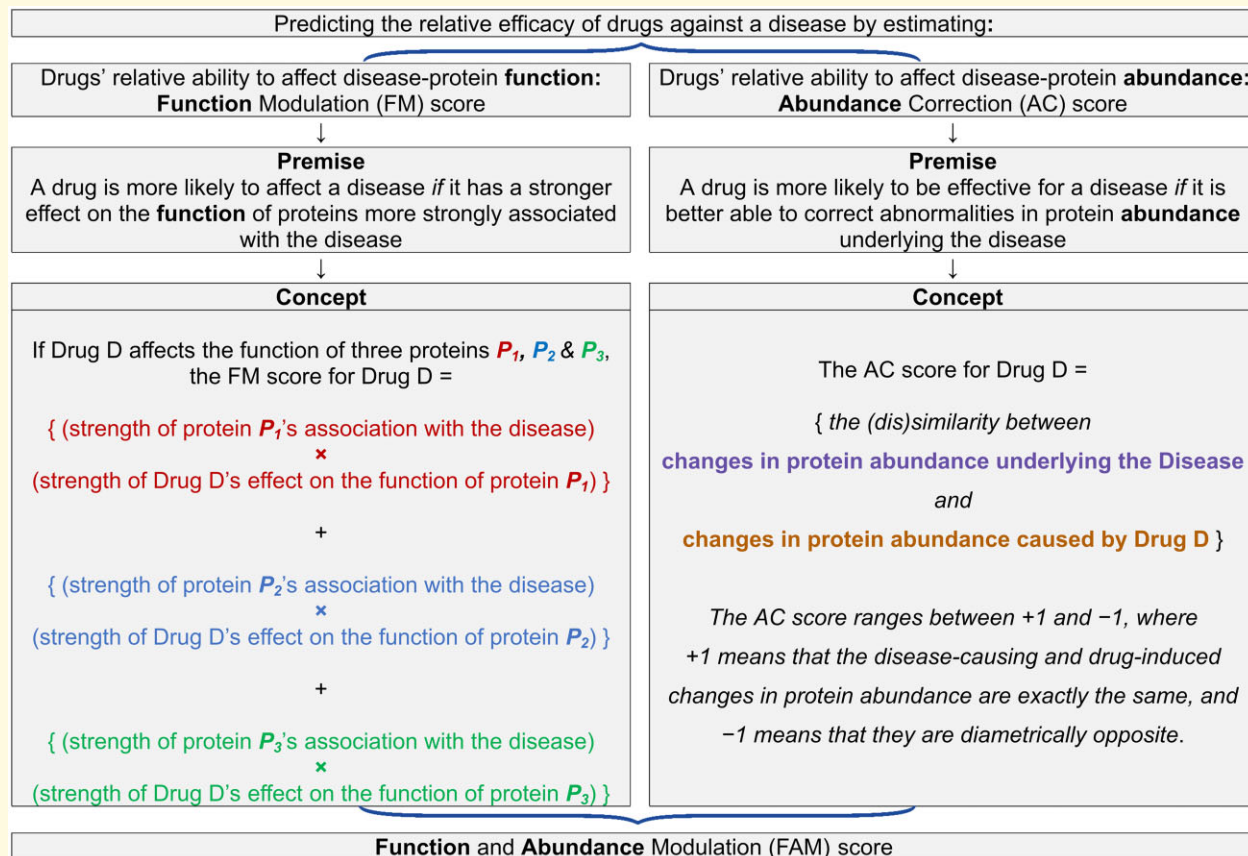 Predicting the relative efficacy of drugs against a disease by estimating:
Drugs' relative ability to affect disease-protein function:
Function Modulation (FM) score
↓
Premise
A drug is more likely to affect a disease if it has a stronger
effect on the function of proteins more strongly associated
with the disease
↓
Concept
If Drug D affects the function of three proteins P₁, P₂ & P₃,
the FM score for Drug D =
{ (strength of protein P₁'s association with the disease)
×
(strength of Drug D's effect on the function of protein P₁) }
+
{ (strength of protein P₂'s association with the disease)
×
(strength of Drug D's effect on the function of protein P₂) }
+
{ (strength of protein P₃'s association with the disease)
×
(strength of Drug D's effect on the function of protein P₃) }
Drugs' relative ability to affect disease-protein abundance:
Abundance Correction (AC) score
↓
Premise
A drug is more likely to be effective for a disease if it is
better able to correct abnormalities in protein abundance
underlying the disease
↓
Concept
The AC score for Drug D =
{ the (dis)similarity between
changes in protein abundance underlying the Disease
and
changes in protein abundance caused by Drug D }
The AC score ranges between +1 and −1, where
+1 means that the disease-causing and drug-induced
changes in protein abundance are exactly the same, and
−1 means that they are diametrically opposite.
Function and Abundance Modulation (FAM) score